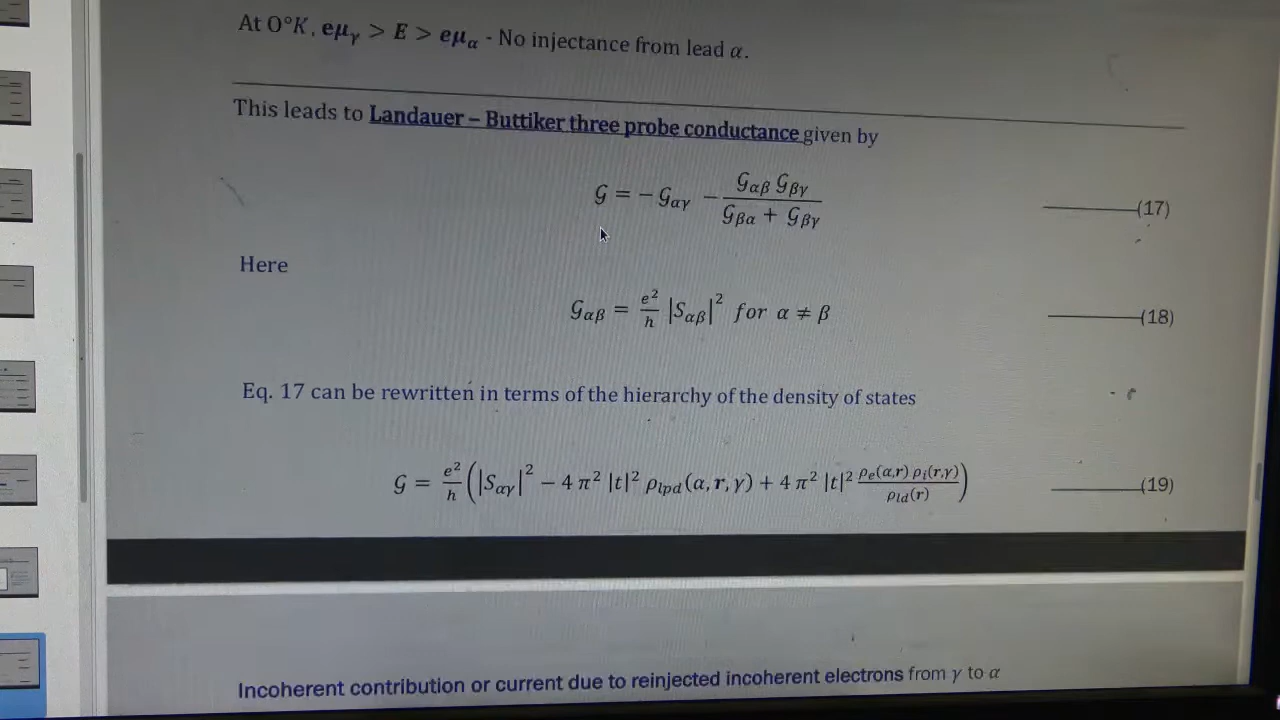 At 0°K, eμ_γ > E > eμ_α - No injectance from lead α.
This leads to Landauer – Buttiker three probe conductance given by
𝒢 = − 𝒢_αγ − (𝒢_αβ 𝒢_βγ) / (𝒢_βα + 𝒢_βγ) ———(17)
Here
𝒢_αβ = e²/h |S_αβ|² for α ≠ β ———(18)
Eq. 17 can be rewritten in terms of the hierarchy of the density of states
𝒢 = e²/h (|S_αγ|² − 4 π² |t|² ρ_lpd(α,r,γ) + 4 π² |t|² ρ_e(α,r) ρ_i(r,γ) / ρ_ld(r)) ———(19)
Incoherent contribution or current due to reinjected incoherent electrons from γ to α